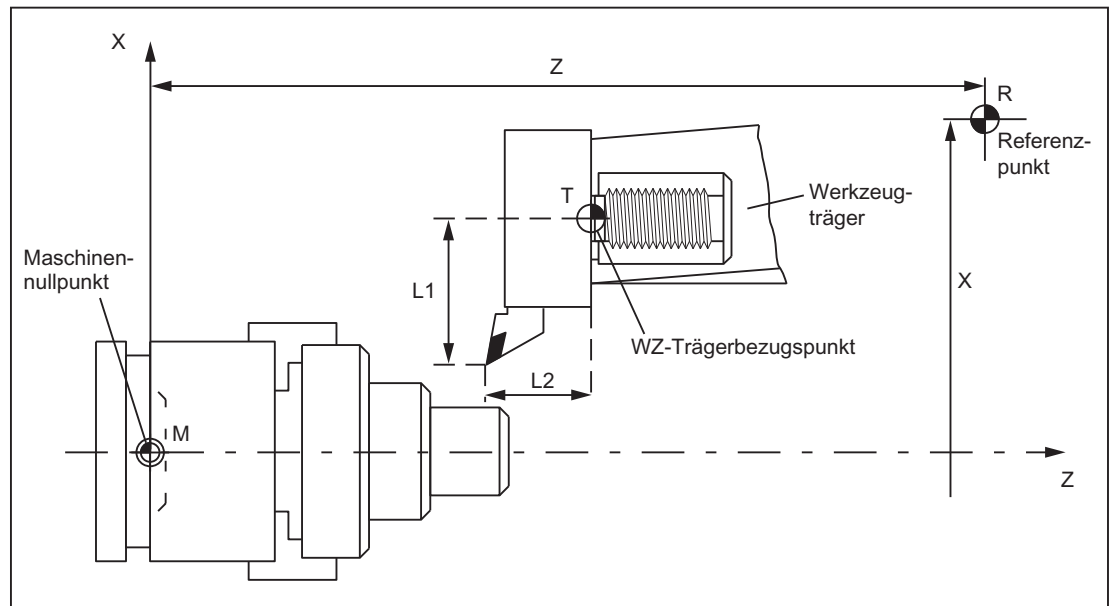 X
Z
R
Referenz-
punkt
T
Werkzeug-
träger
Maschinen-
nullpunkt
L1
X
WZ-Trägerbezugspunkt
L2
M
Z